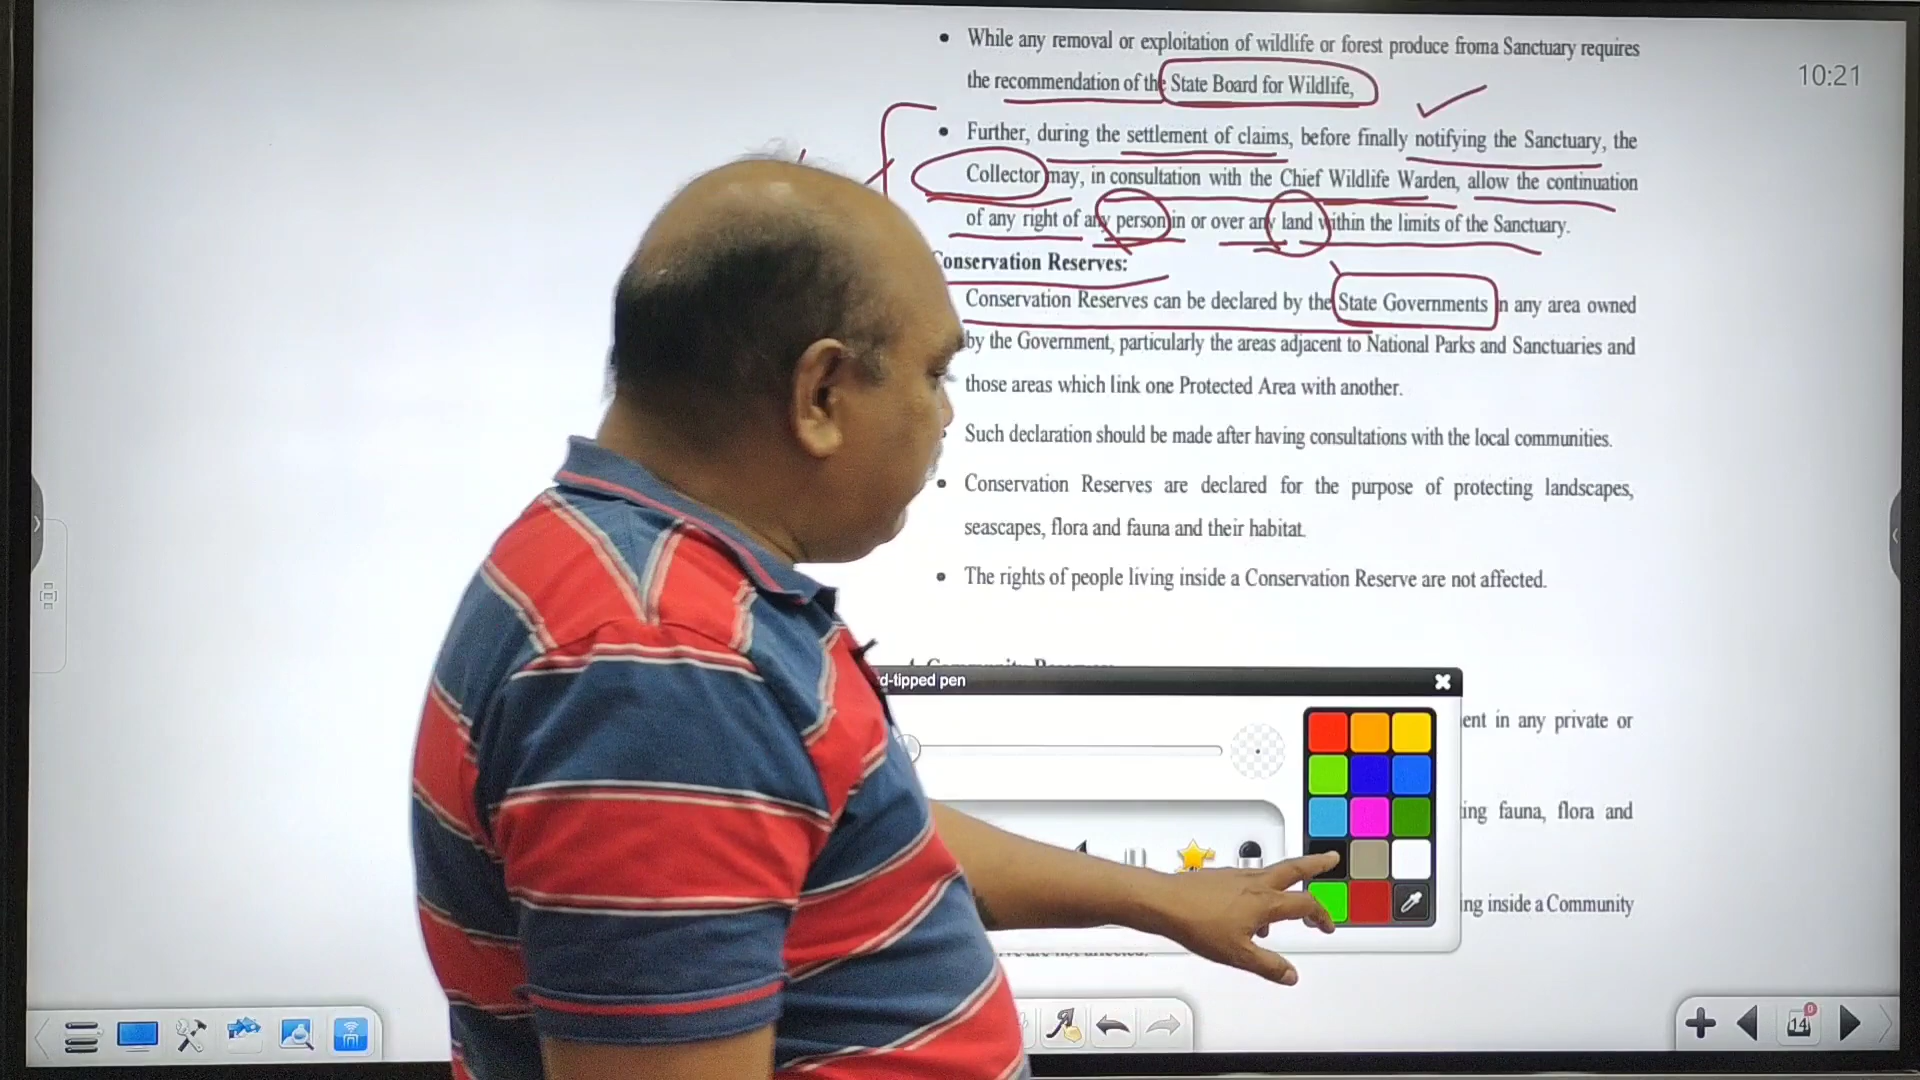 While any removal or exploitation of wildlife or forest produce froma Sanctuary requires
the recommendation of the State Board for Wildlife,
10:21
Further, during the settlement of claims, before finally notifying the Sanctuary, the
Collector may, in consultation with the Chief Wildlife Warden, allow the continuation
of any right of any person in or over any land within the limits of the Sanctuary.
onservation Reserves:
Conservation Reserves can be declared by the State Governments in any area owned
by the Government, particularly the areas adjacent to National Parks and Sanctuaries and
those areas which link one Protected Area with another.
Such declaration should be made after having consultations with the local communities.
Conservation Reserves are declared for the purpose of protecting landscapes,
seascapes, flora and fauna and their habitat.
The rights of people living inside a Conservation Reserve are not affected.
d-tipped pen
ent in any private or
ing fauna, flora and
ng inside a Community
14